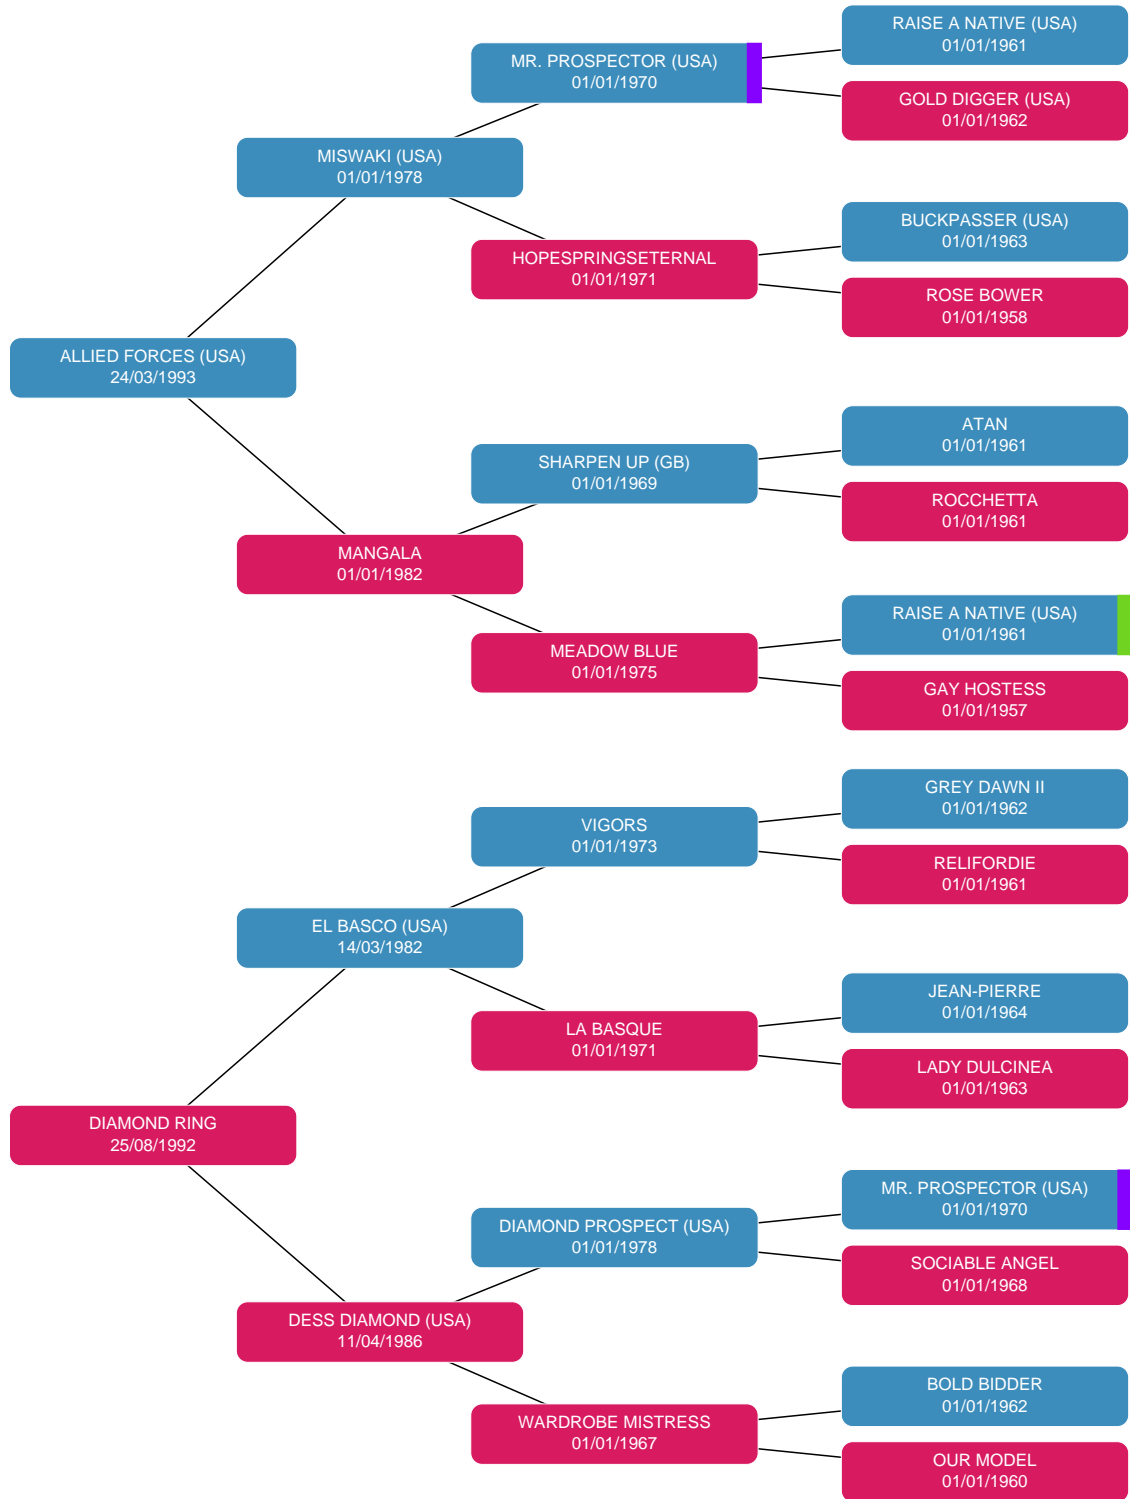 RAISE A NATIVE (USA)
01/01/1961
MR. PROSPECTOR (USA)
01/01/1970
GOLD DIGGER (USA)
01/01/1962
MISWAKI (USA)
01/01/1978
BUCKPASSER (USA)
01/01/1963
HOPESPRINGSETERNAL
01/01/1971
ROSE BOWER
01/01/1958
ALLIED FORCES (USA)
24/03/1993
ATAN
01/01/1961
SHARPEN UP (GB)
01/01/1969
ROCCHETTA
01/01/1961
MANGALA
01/01/1982
RAISE A NATIVE (USA)
01/01/1961
MEADOW BLUE
01/01/1975
GAY HOSTESS
01/01/1957
GREY DAWN II
01/01/1962
VIGORS
01/01/1973
RELIFORDIE
01/01/1961
EL BASCO (USA)
14/03/1982
JEAN-PIERRE
01/01/1964
LA BASQUE
01/01/1971
LADY DULCINEA
01/01/1963
DIAMOND RING
25/08/1992
MR. PROSPECTOR (USA)
01/01/1970
DIAMOND PROSPECT (USA)
01/01/1978
SOCIABLE ANGEL
01/01/1968
DESS DIAMOND (USA)
11/04/1986
BOLD BIDDER
01/01/1962
WARDROBE MISTRESS
01/01/1967
OUR MODEL
01/01/1960